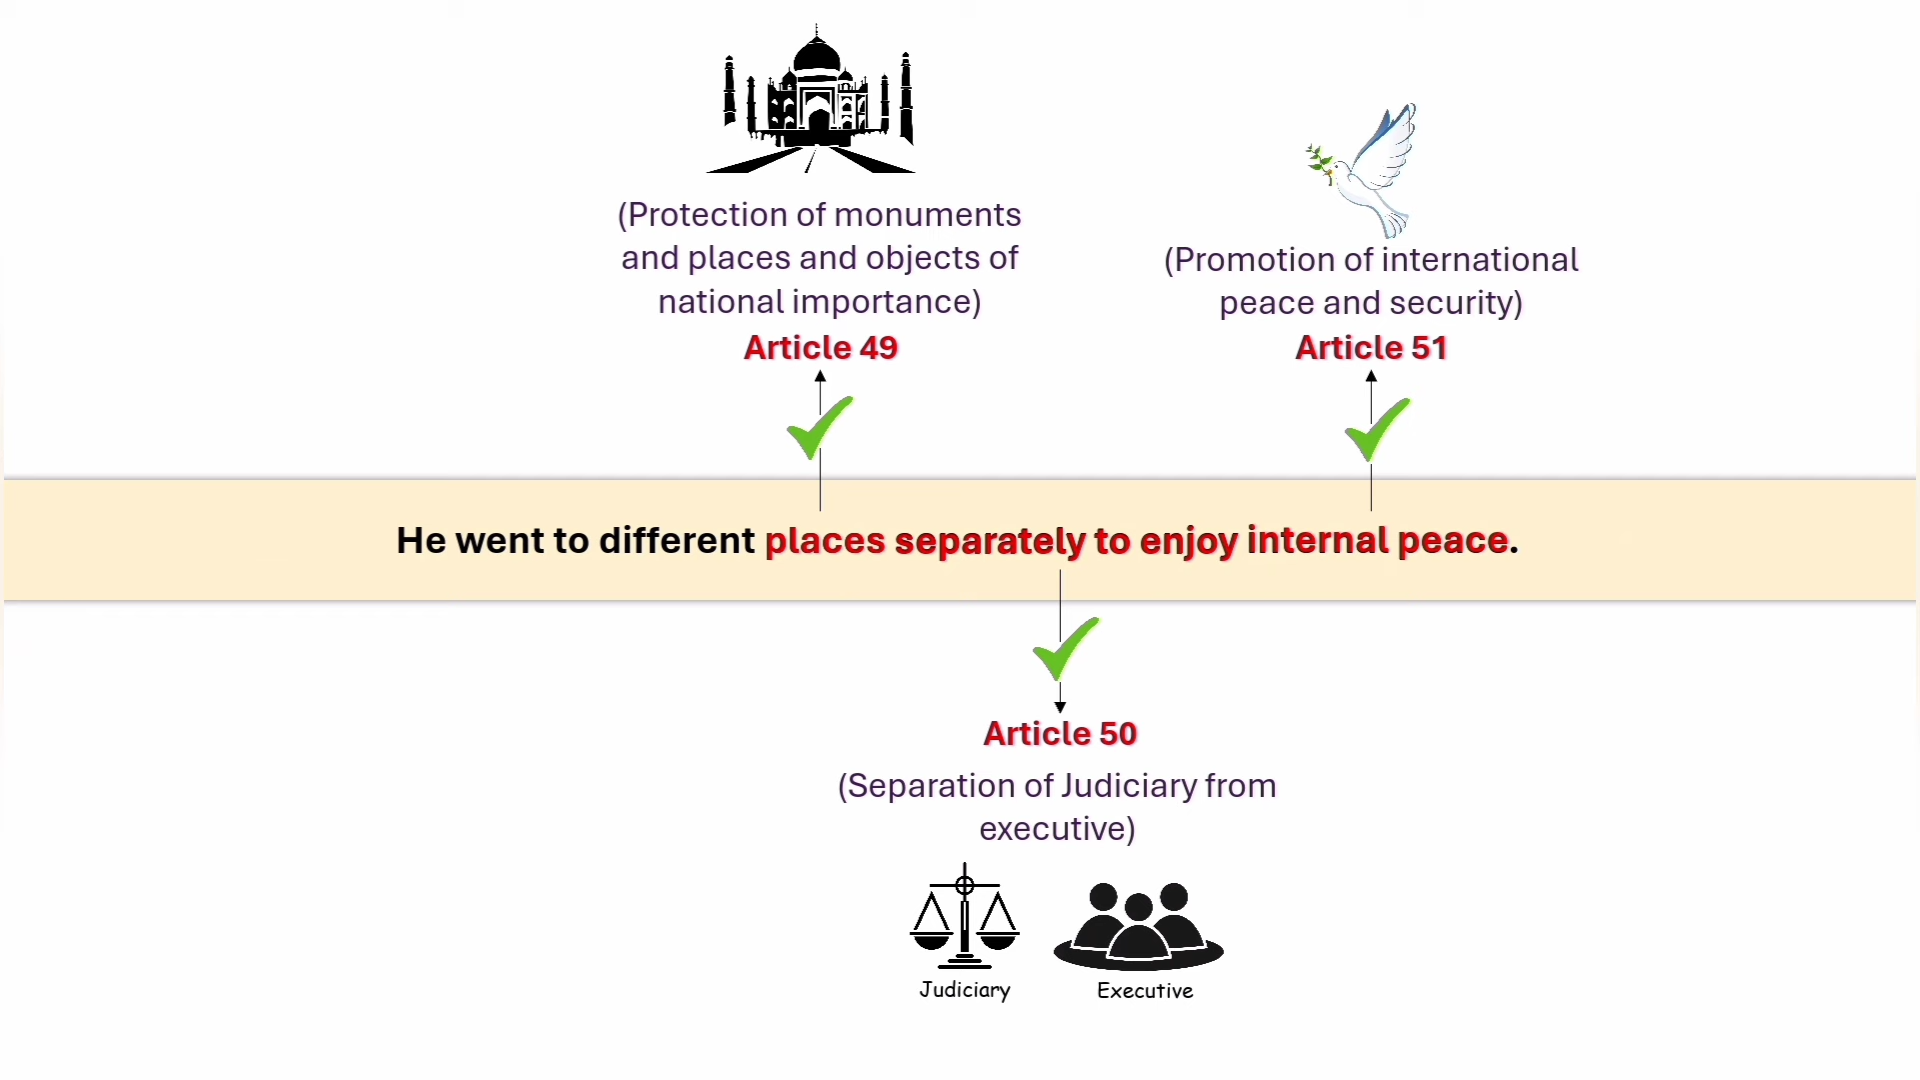 (Protection of monuments
and places and objects of
national importance)
Article 49
(Promotion of international
peace and security)
Article 51
He went to different places separately to enjoy internal peace.
Article 50
(Separation of Judiciary from
executive)
Judiciary
Executive